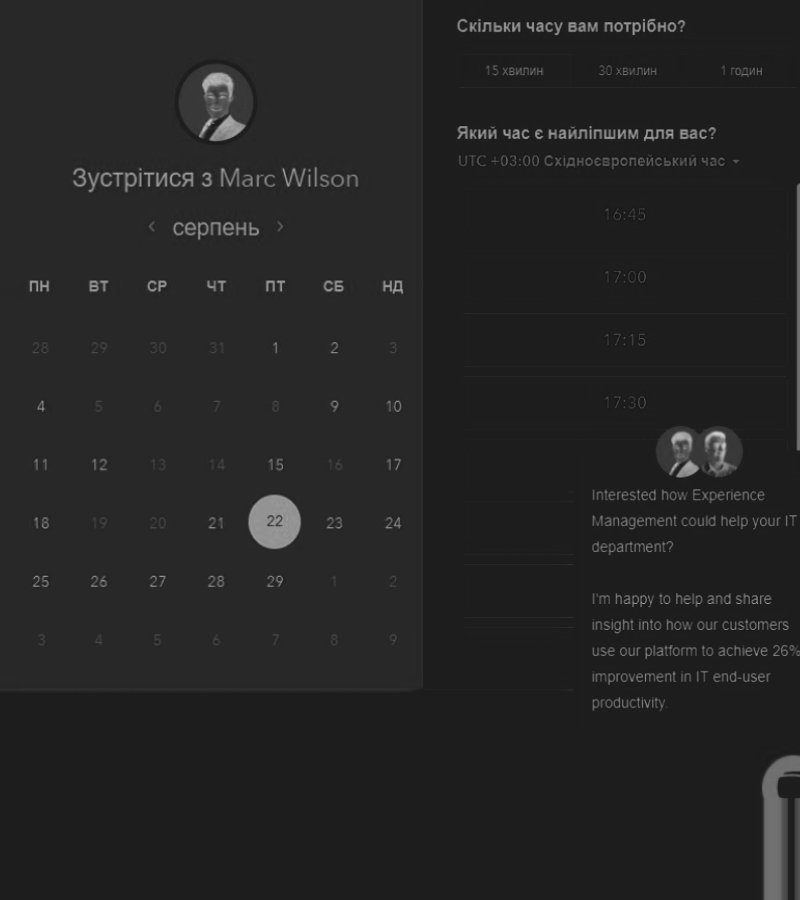 Зустрітися з Marc Wilson
серпень
ПН ВТ СР ЧТ ПТ СБ НД
28 29 30 31 1 2 3
4 5 6 7 8 9 10
11 12 13 14 15 16 17
18 19 20 21 22 23 24
25 26 27 28 29 1 2
3 4 5 6 7 8 9
Скільки часу вам потрібно?
15 хвилин 30 хвилин 1 годин
Який час є найліпшим для вас?
UTC +03:00 Східноєвропейський час
16:45
17:00
17:15
17:30
Interested how Experience
Management could help your IT
department?
I'm happy to help and share
insight into how our customers
use our platform to achieve 26%
improvement in IT end-user
productivity.